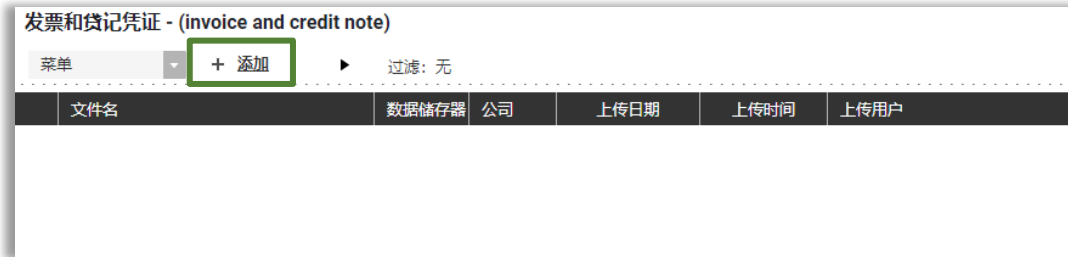 发票和贷记凭证 - (invoice and credit note)
菜单 + 添加 过滤：无
文件名 数据储存器 公司 上传日期 上传时间 上传用户